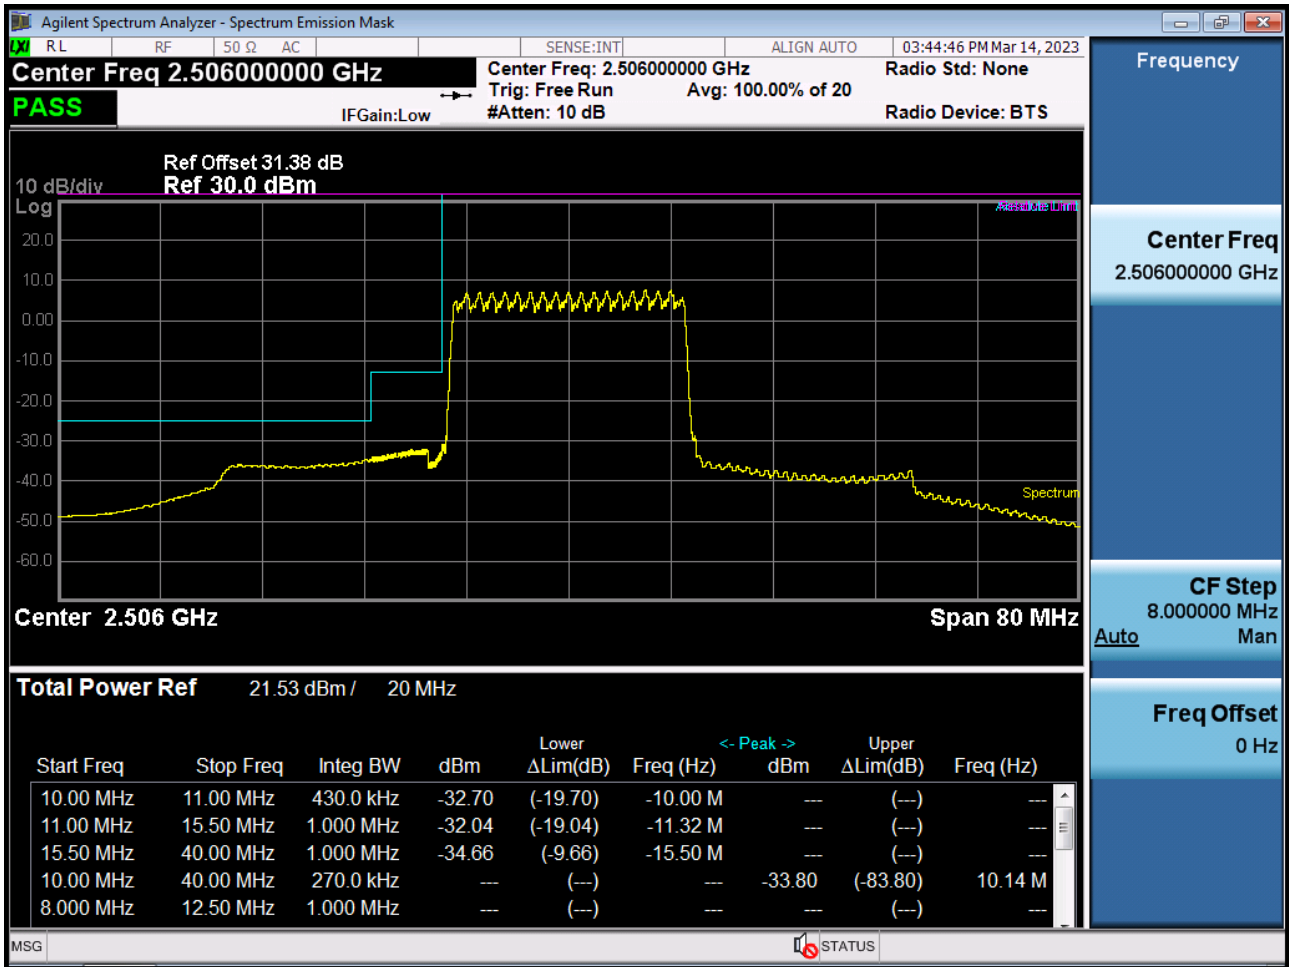 Agilent Spectrum Analyzer - Spectrum Emission Mask
LXI RL RF 50 Ω AC SENSE:INT ALIGN AUTO 03:44:46 PM Mar 14, 2023
Center Freq 2.506000000 GHz
Center Freq: 2.506000000 GHz Radio Std: None
Trig: Free Run Avg: 100.00% of 20
PASS
IFGain:Low #Atten: 10 dB Radio Device: BTS
Ref Offset 31.38 dB
10 dB/div Ref 30.0 dBm
Log
Absolute Limit
20.0
10.0
0.00
-10.0
-20.0
-30.0
-40.0
Spectrum
-50.0
-60.0
Center 2.506 GHz Span 80 MHz
Total Power Ref 21.53 dBm / 20 MHz
Lower <- Peak -> Upper
Start Freq Stop Freq Integ BW dBm ΔLim(dB) Freq (Hz) dBm ΔLim(dB) Freq (Hz)
10.00 MHz 11.00 MHz 430.0 kHz -32.70 (-19.70) -10.00 M --- (---) ---
11.00 MHz 15.50 MHz 1.000 MHz -32.04 (-19.04) -11.32 M --- (---) ---
15.50 MHz 40.00 MHz 1.000 MHz -34.66 (-9.66) -15.50 M --- (---) ---
10.00 MHz 40.00 MHz 270.0 kHz --- (---) --- -33.80 (-83.80) 10.14 M
8.000 MHz 12.50 MHz 1.000 MHz --- (---) --- --- (---) ---
MSG STATUS
Frequency
Center Freq
2.506000000 GHz
CF Step
8.000000 MHz
Auto Man
Freq Offset
0 Hz